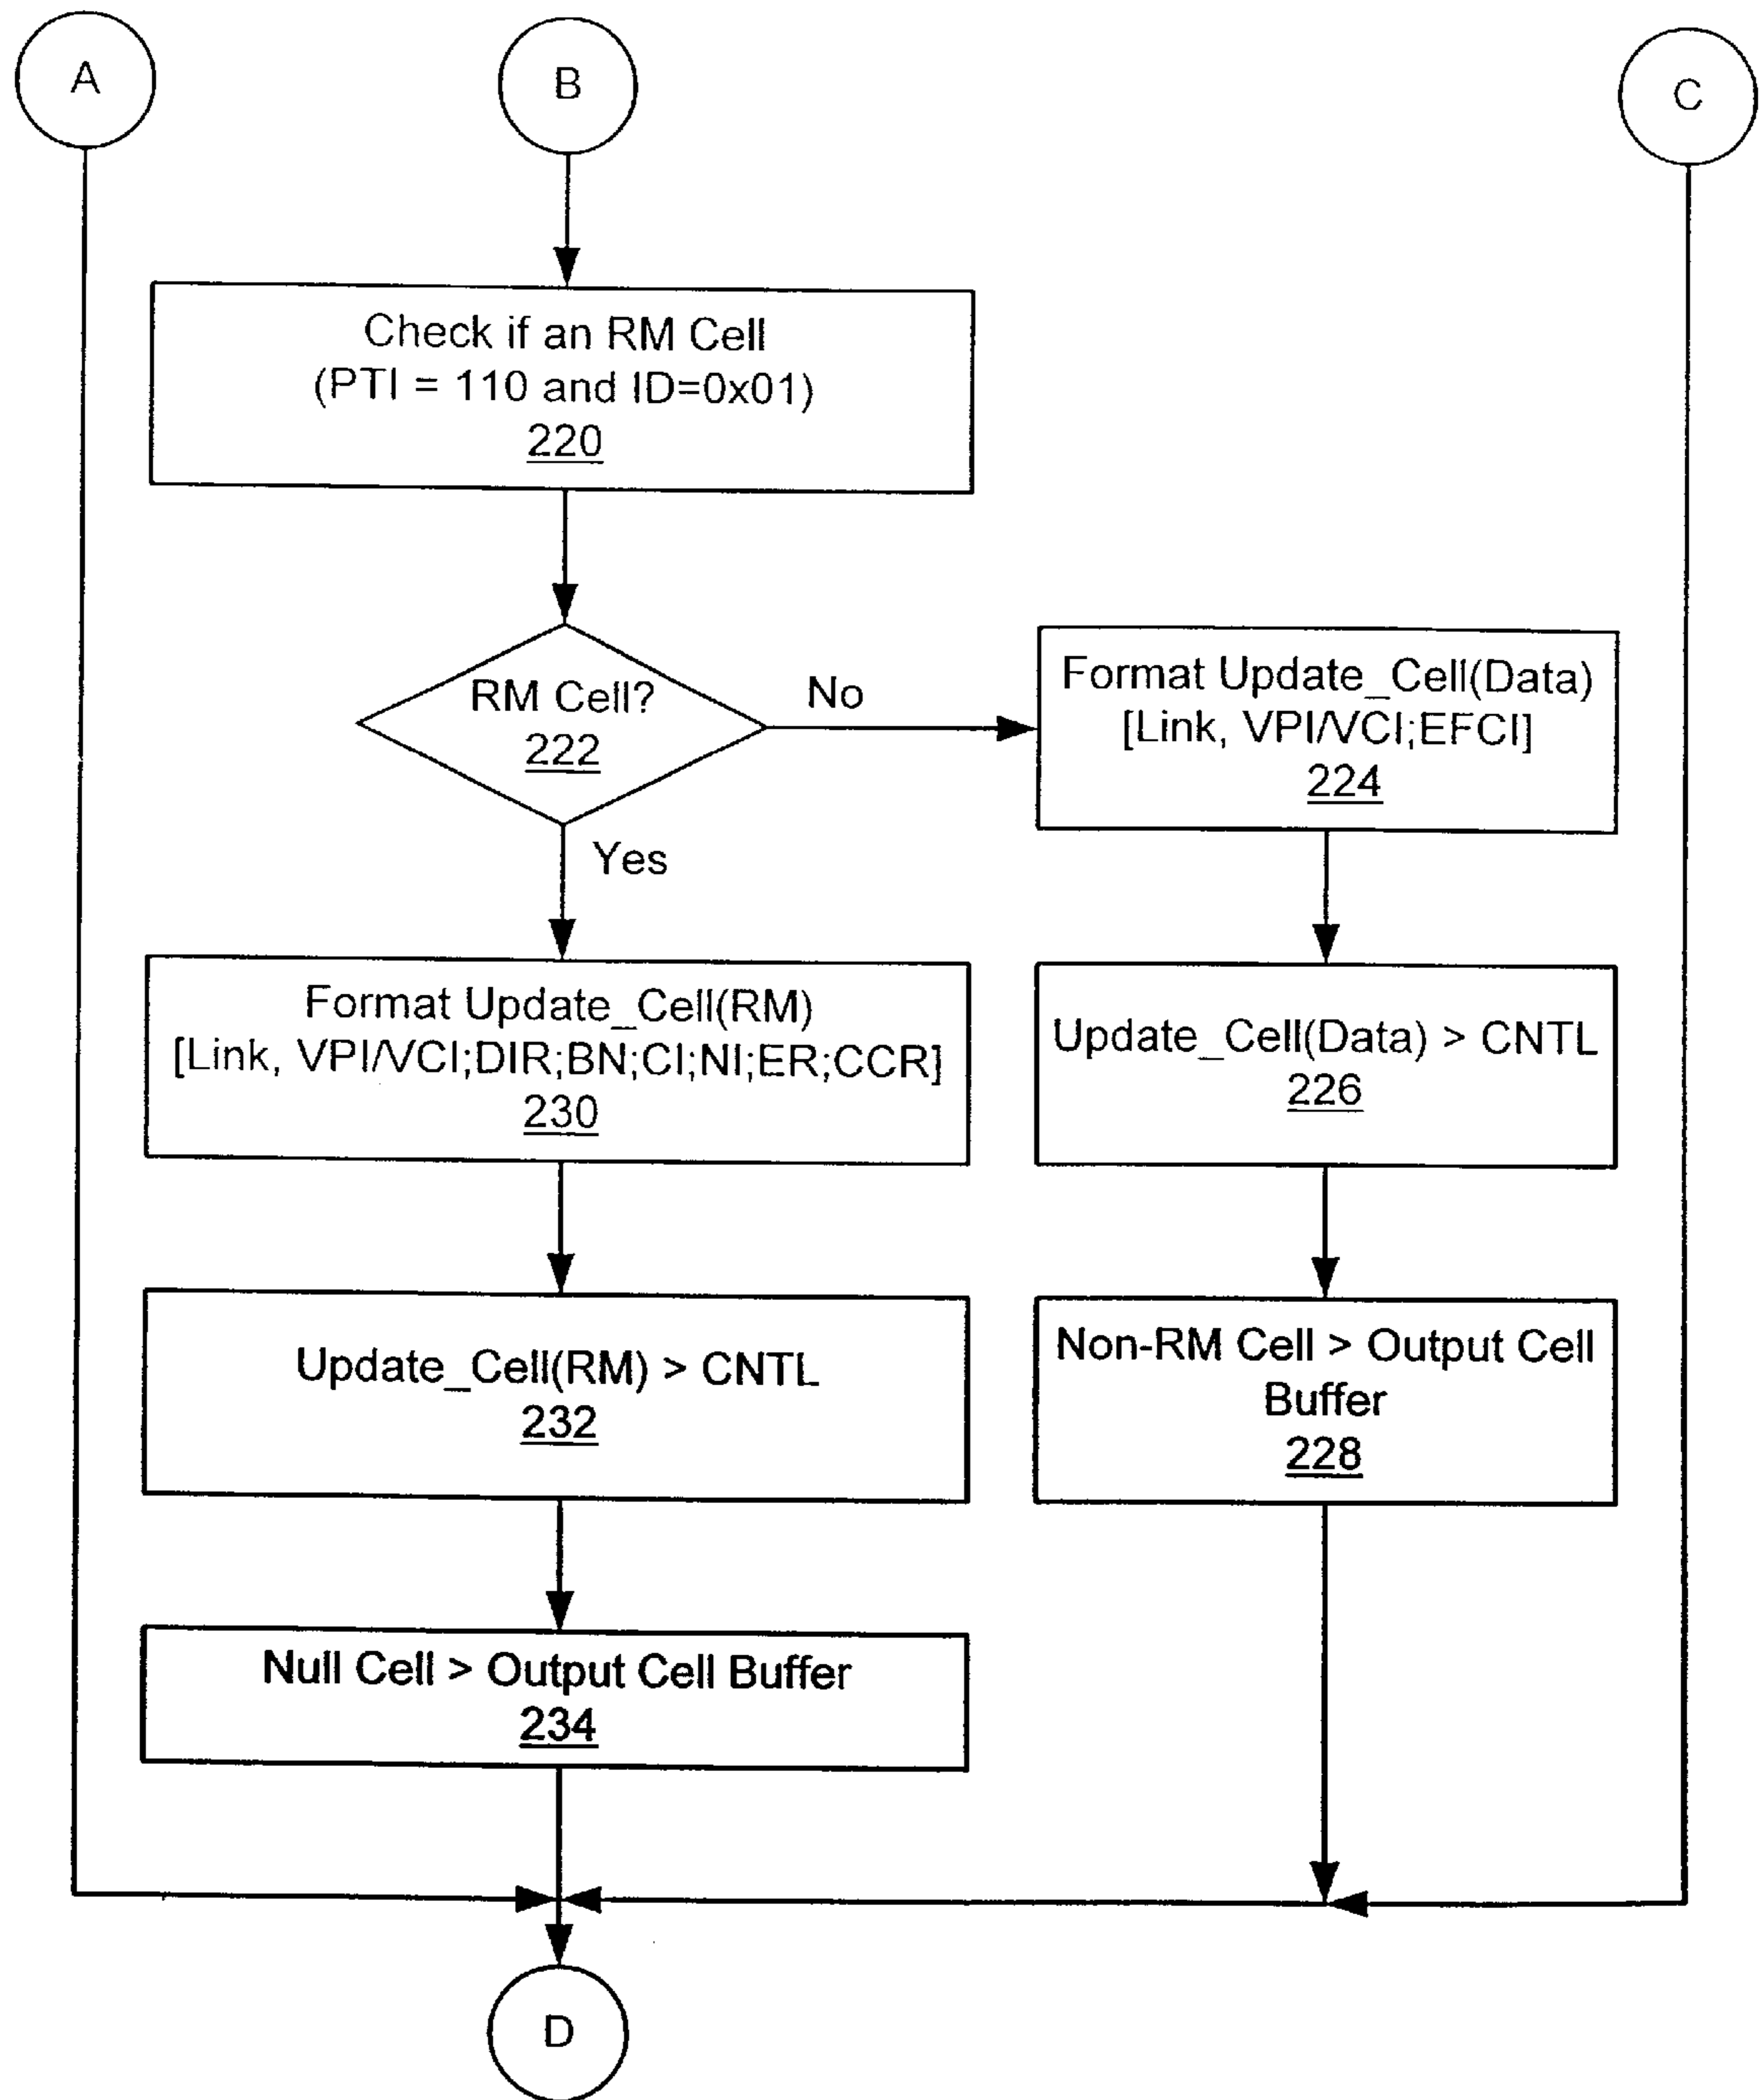 A
B
C
Check if an RM Cell
(PTI = 110 and ID=0x01)
220
RM Cell?
222
No
Yes
Format Update_Cell(Data)
[Link, VPI/VCI;EFCI]
224
Format Update_Cell(RM)
[Link, VPI/VCI;DIR;BN;CI;NI;ER;CCR]
230
Update_Cell(Data) > CNTL
226
Update_Cell(RM) > CNTL
232
Non-RM Cell > Output Cell
Buffer
228
Null Cell > Output Cell Buffer
234
D